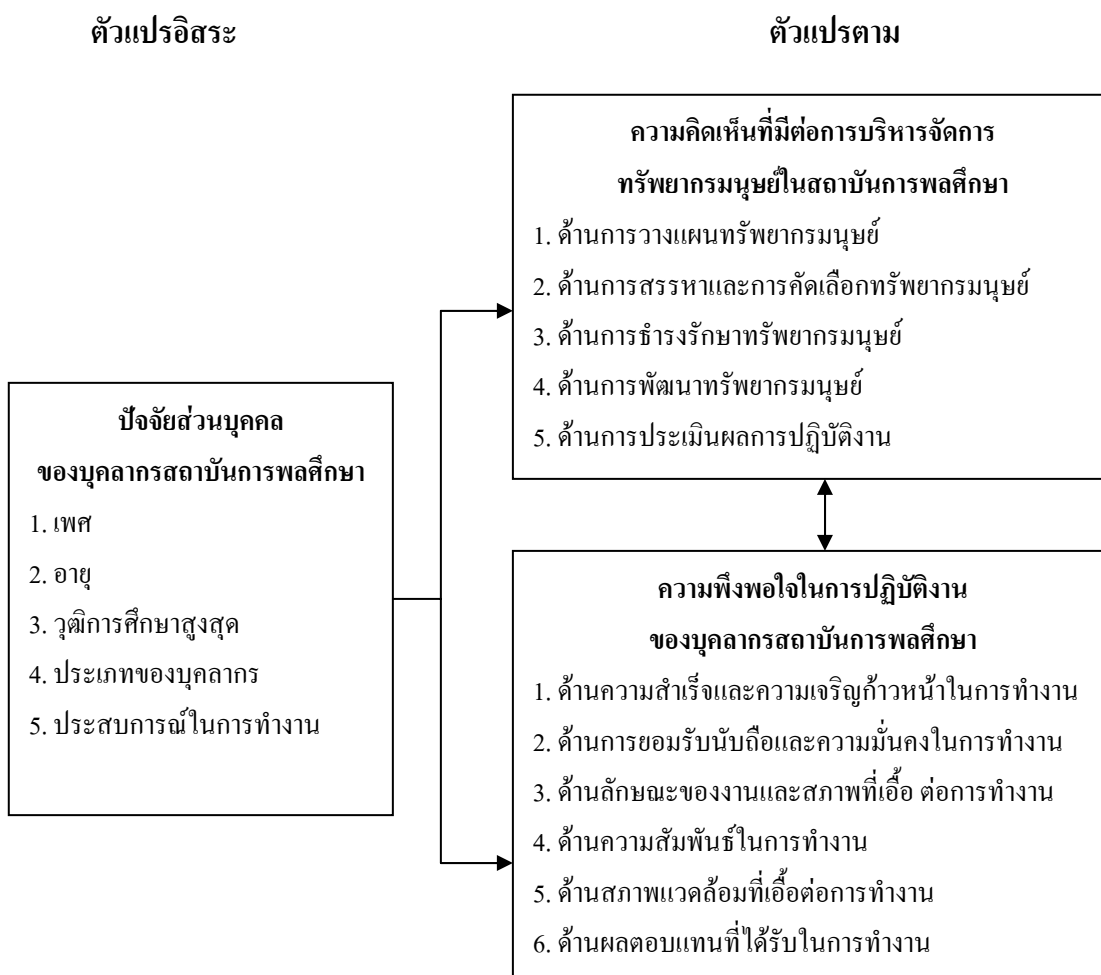 ตัวแปรอิสระ
ตัวแปรตาม
ความคิดเห็นที่มีต่อการบริหารจัดการ
ทรัพยากรมนุษย์ในสถาบันการพลศึกษา
1. ด้านการวางแผนทรัพยากรมนุษย์
2. ด้านการสรรหาและการคัดเลือกทรัพยากรมนุษย์
3. ด้านการธำรงรักษาทรัพยากรมนุษย์
4. ด้านการพัฒนาทรัพยากรมนุษย์
5. ด้านการประเมินผลการปฏิบัติงาน
ปัจจัยส่วนบุคคล
ของบุคลากรสถาบันการพลศึกษา
1. เพศ
2. อายุ
3. วุฒิการศึกษาสูงสุด
4. ประเภทของบุคลากร
5. ประสบการณ์ในการทำงาน
ความพึงพอใจในการปฏิบัติงาน
ของบุคลากรสถาบันการพลศึกษา
1. ด้านความสำเร็จและความเจริญก้าวหน้าในการทำงาน
2. ด้านการยอมรับนับถือและความมั่นคงในการทำงาน
3. ด้านลักษณะของงานและสภาพที่เอื้อ ต่อการทำงาน
4. ด้านความสัมพันธ์ในการทำงาน
5. ด้านสภาพแวดล้อมที่เอื้อต่อการทำงาน
6. ด้านผลตอบแทนที่ได้รับในการทำงาน